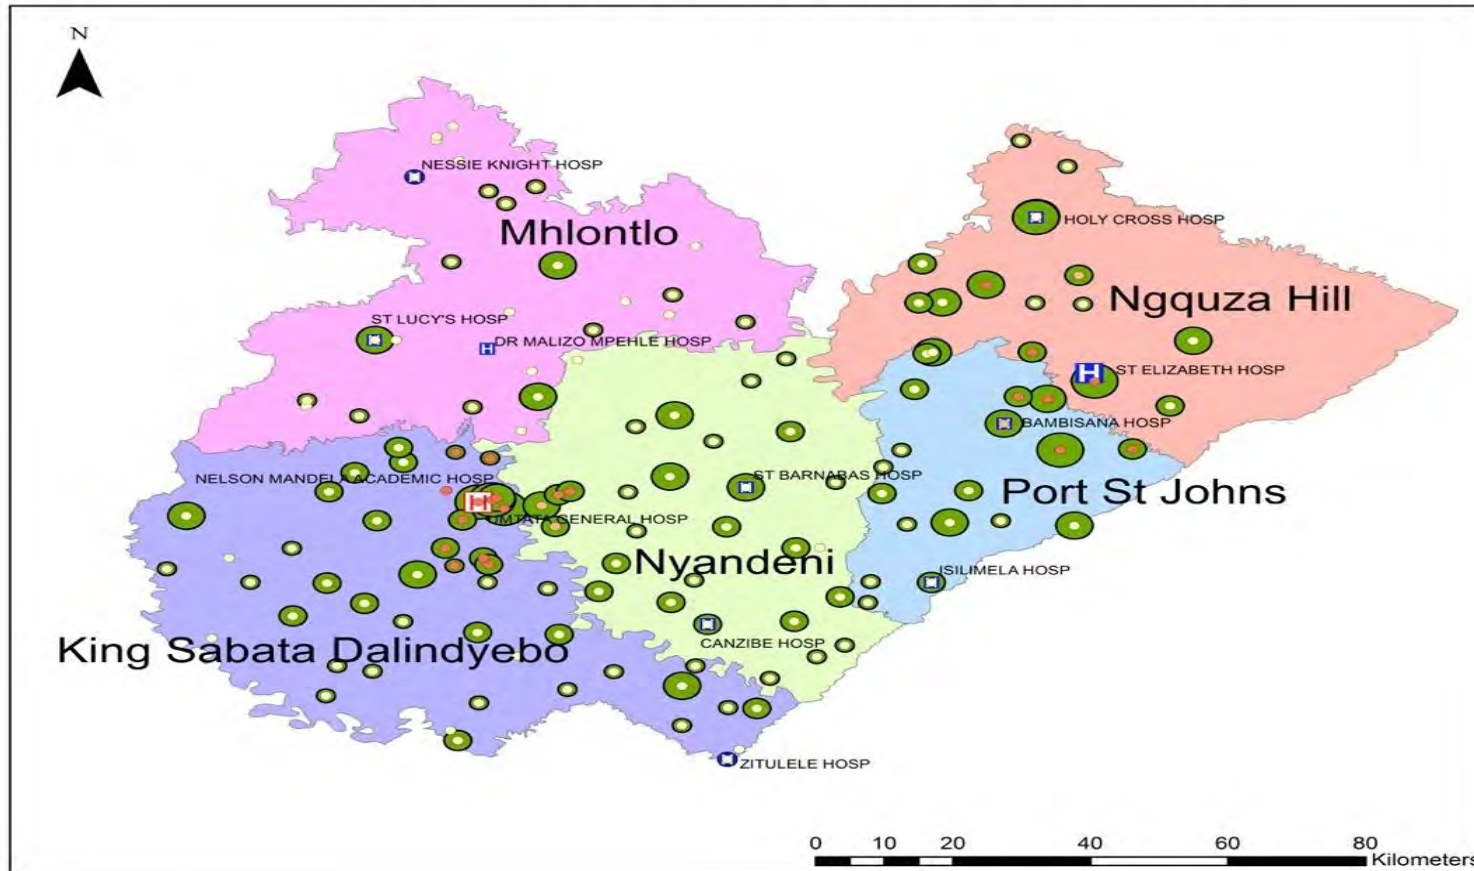 N
NESSIE KNIGHT HOSP
Mhlontlo
HOLY CROSS HOSP
Ngquza Hill
ST LUCY'S HOSP
H DR MALIZO MPEHLE HOSP
H
ST ELIZABETH HOSP
BAMBISANA HOSP
NELSON MANDELA ACADEMIC HOSP
ST BARNABAS HOSP
Port St Johns
H
UMTATA GENERAL HOSP
Nyandeni
ISILIMELA HOSP
King Sabata Dalindyebo
CANZIBE HOSP
ZITULELE HOSP
0 10 20 40 60 80
Kilometers